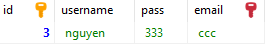 id username pass email
3 nguyen 333 ccc